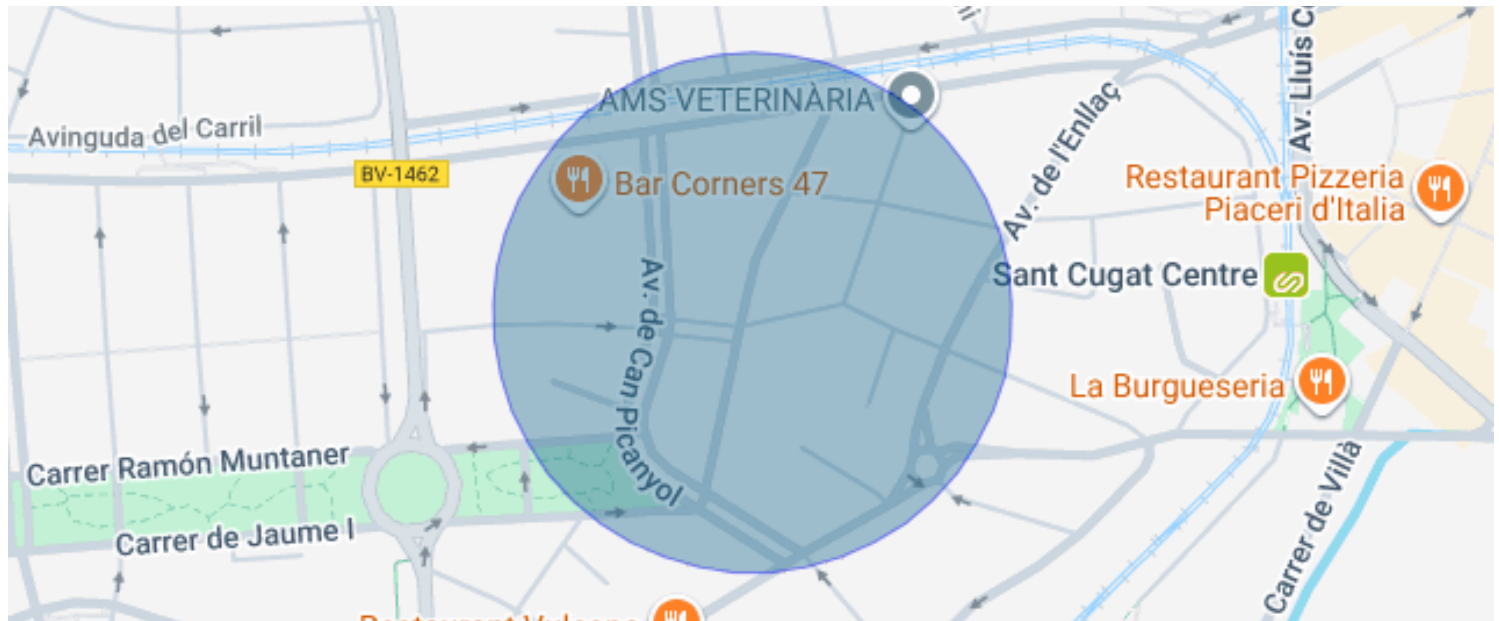 AMS VETERINÀRIA
Avinguda del Carril
BV-1462
Bar Corners 47
Av. de l'Enllaç
Av. Lluís C
Restaurant Pizzeria
Piaceri d'Italia
Sant Cugat Centre
Av. de Can Picanyol
La Burgueseria
Carrer Ramón Muntaner
Carrer de Jaume I
Carrer de Villà
Restaurant